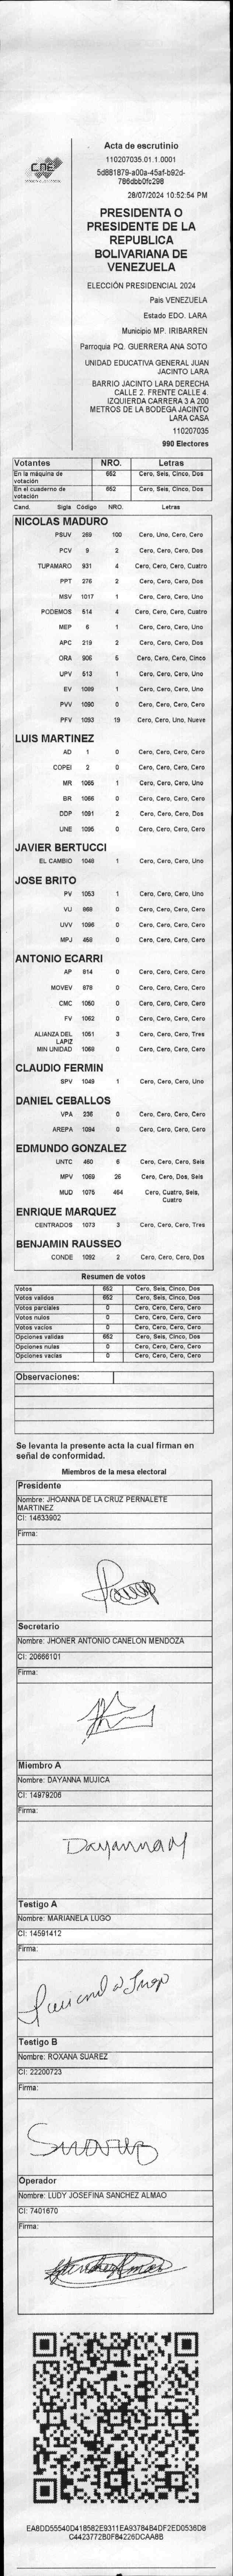 CNE
Acta de escrutinio
110207035.01.1.0001
5d881879-a00a-45af-b92d-
786dbb0fc298
28/07/2024 10:52:54 PM
PRESIDENTA O
PRESIDENTE DE LA
REPUBLICA
BOLIVARIANA DE
VENEZUELA
ELECCIÓN PRESIDENCIAL 2024
Pais VENEZUELA
Estado EDO. LARA
Municipio MP. IRIBARREN
Parroquia PQ. GUERRERA ANA SOTO
UNIDAD EDUCATIVA GENERAL JUAN
JACINTO LARA
BARRIO JACINTO LARA DERECHA
CALLE 2. FRENTE CALLE 4.
IZQUIERDA CARRERA 3 A 200
METROS DE LA BODEGA JACINTO
LARA CASA
110207035
990 Electores
Votantes NRO. Letras
En la máquina de votación 652 Cero, Seis, Cinco, Dos
En el cuaderno de votación 652 Cero, Seis, Cinco, Dos
Cand. Sigla Código NRO. Letras
NICOLAS MADURO
PSUV 269 100 Cero, Uno, Cero, Cero
PCV 9 2 Cero, Cero, Cero, Dos
TUPAMARO 931 4 Cero, Cero, Cero, Cuatro
PPT 276 2 Cero, Cero, Cero, Dos
MSV 1017 1 Cero, Cero, Cero, Uno
PODEMOS 514 4 Cero, Cero, Cero, Cuatro
MEP 6 1 Cero, Cero, Cero, Uno
APC 219 2 Cero, Cero, Cero, Dos
ORA 906 5 Cero, Cero, Cero, Cinco
UPV 513 1 Cero, Cero, Cero, Uno
EV 1089 1 Cero, Cero, Cero, Uno
PVV 1090 0 Cero, Cero, Cero, Cero
PFV 1093 19 Cero, Cero, Uno, Nueve
LUIS MARTINEZ
AD 1 0 Cero, Cero, Cero, Cero
COPEI 2 0 Cero, Cero, Cero, Cero
MR 1065 1 Cero, Cero, Cero, Uno
BR 1066 0 Cero, Cero, Cero, Cero
DDP 1091 2 Cero, Cero, Cero, Dos
UNE 1095 0 Cero, Cero, Cero, Cero
JAVIER BERTUCCI
EL CAMBIO 1048 1 Cero, Cero, Cero, Uno
JOSE BRITO
PV 1053 1 Cero, Cero, Cero, Uno
VU 869 0 Cero, Cero, Cero, Cero
UVV 1096 0 Cero, Cero, Cero, Cero
MPJ 458 0 Cero, Cero, Cero, Cero
ANTONIO ECARRI
AP 814 0 Cero, Cero, Cero, Cero
MOVEV 878 0 Cero, Cero, Cero, Cero
CMC 1050 0 Cero, Cero, Cero, Cero
FV 1062 0 Cero, Cero, Cero, Cero
ALIANZA DEL LAPIZ 1051 3 Cero, Cero, Cero, Tres
MIN UNIDAD 1068 0 Cero, Cero, Cero, Cero
CLAUDIO FERMIN
SPV 1049 1 Cero, Cero, Cero, Uno
DANIEL CEBALLOS
VPA 236 0 Cero, Cero, Cero, Cero
AREPA 1094 0 Cero, Cero, Cero, Cero
EDMUNDO GONZALEZ
UNTC 460 6 Cero, Cero, Cero, Seis
MPV 1069 26 Cero, Cero, Dos, Seis
MUD 1075 464 Cero, Cuatro, Seis, Cuatro
ENRIQUE MARQUEZ
CENTRADOS 1073 3 Cero, Cero, Cero, Tres
BENJAMIN RAUSSEO
CONDE 1092 2 Cero, Cero, Cero, Dos
Resumen de votos
Votos 652 Cero, Seis, Cinco, Dos
Votos validos 652 Cero, Seis, Cinco, Dos
Votos parciales 0 Cero, Cero, Cero, Cero
Votos nulos 0 Cero, Cero, Cero, Cero
Votos vacios 0 Cero, Cero, Cero, Cero
Opciones validas 652 Cero, Seis, Cinco, Dos
Opciones nulas 0 Cero, Cero, Cero, Cero
Opciones vacias 0 Cero, Cero, Cero, Cero
Observaciones:
Se levanta la presente acta la cual firman en
señal de conformidad.
Miembros de la mesa electoral
Presidente
Nombre: JHOANNA DE LA CRUZ PERNALETE
MARTINEZ
CI: 14633902
Firma:
Secretario
Nombre: JHONER ANTONIO CANELON MENDOZA
CI: 20666101
Firma:
Miembro A
Nombre: DAYANNA MUJICA
CI: 14979206
Firma:
Dayanna M
Testigo A
Nombre: MARIANELA LUGO
CI: 14591412
Firma:
Testigo B
Nombre: ROXANA SUAREZ
CI: 22200723
Firma:
Suarez
Operador
Nombre: LUDY JOSEFINA SANCHEZ ALMAO
CI: 7401670
Firma:
EA8DD55540D418582E9311EA93784B4DF2ED0536D8
C4423772B0F84226DCAA8B